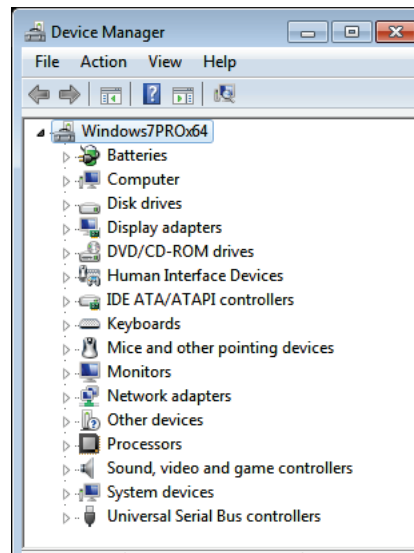 Device Manager
File Action View Help
Windows7PROx64
Batteries
Computer
Disk drives
Display adapters
DVD/CD-ROM drives
Human Interface Devices
IDE ATA/ATAPI controllers
Keyboards
Mice and other pointing devices
Monitors
Network adapters
Other devices
Processors
Sound, video and game controllers
System devices
Universal Serial Bus controllers